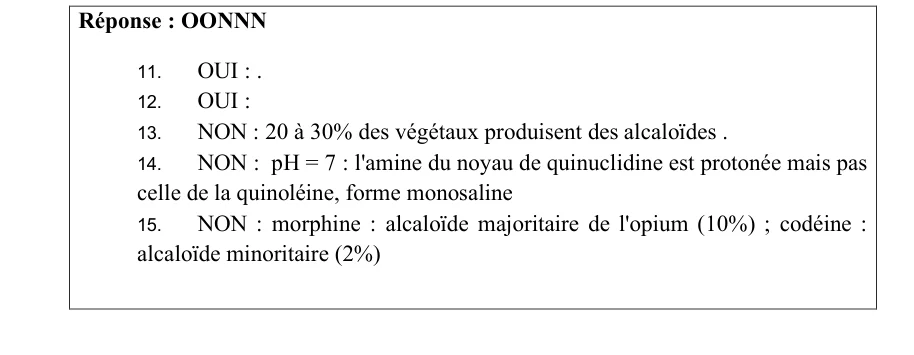 Réponse : OONNN
11. OUI : .
12. OUI :
13. NON : 20 à 30% des végétaux produisent des alcaloïdes .
14. NON : pH = 7 : l'amine du noyau de quinuclidine est protonée mais pas
celle de la quinoléine, forme monosaline
15. NON : morphine : alcaloïde majoritaire de l'opium (10%) ; codéine :
alcaloïde minoritaire (2%)